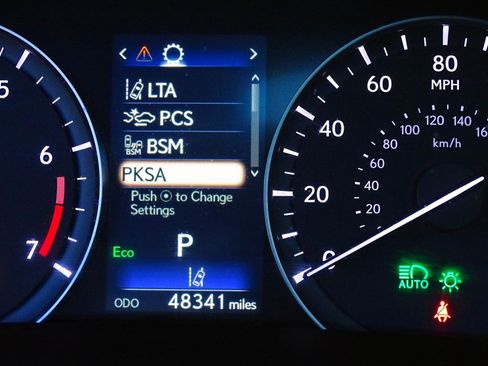 5
6
7
< >
LTA
PCS
BSM
BSM
PKSA
Push ⦿ to Change
Settings
Eco
P
ODO 48341 miles
80
MPH
60
40
20
0
120
140
100
80
60
40
20
km/h
AUTO